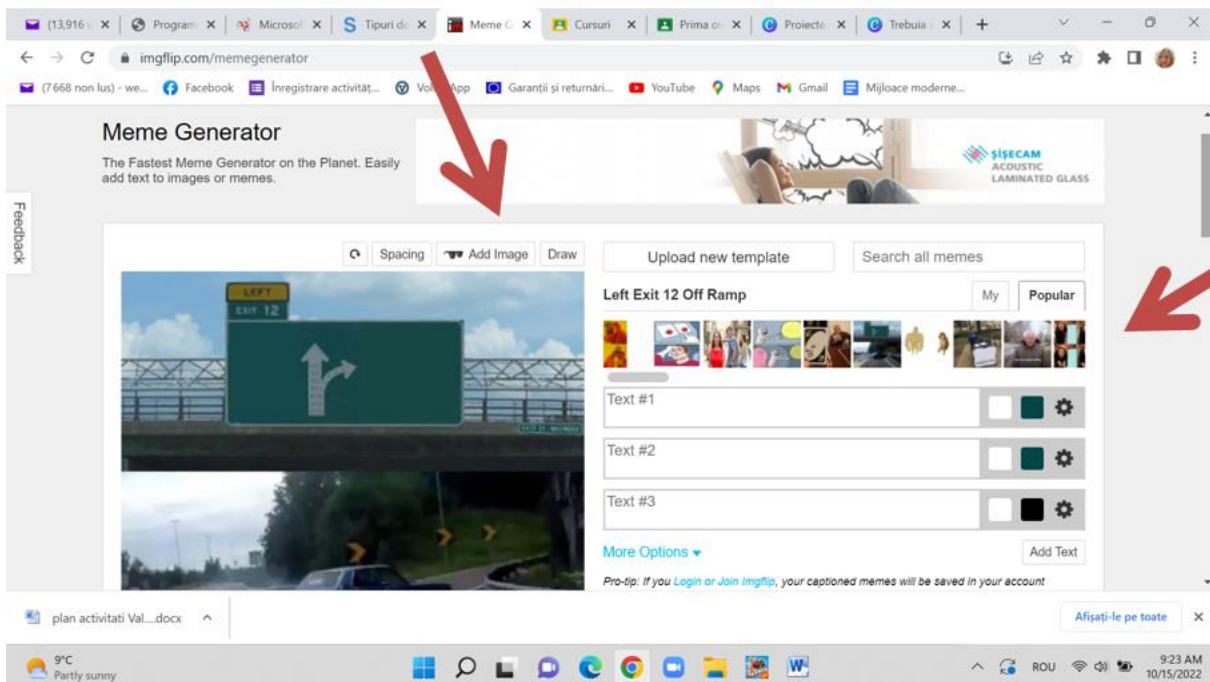 (13,916 u
Program
Microsof
Tipuri de
Meme G
Cursuri
Prima or
Proiecte
Trebuia
imgflip.com/memegenerator
(7 668 non lus) - we...
Facebook
Înregistrare activităț...
App
Garanții și returnări...
YouTube
Maps
Gmail
Mijloace moderne...
Meme Generator
The Fastest Meme Generator on the Planet. Easily
add text to images or memes.
ŞİŞECAM
ACOUSTIC
LAMINATED GLASS
Feedback
Spacing
Add Image
Draw
Upload new template
Search all memes
Left Exit 12 Off Ramp
My
Popular
LEFT
EXIT 12
Text #1
Text #2
Text #3
More Options
Add Text
Pro-tip: If you Login or Join Imgflip, your captioned memes will be saved in your account
plan activitati Val....docx
Afișați-le pe toate
9°C
Partly sunny
ROU
9:23 AM
10/15/2022